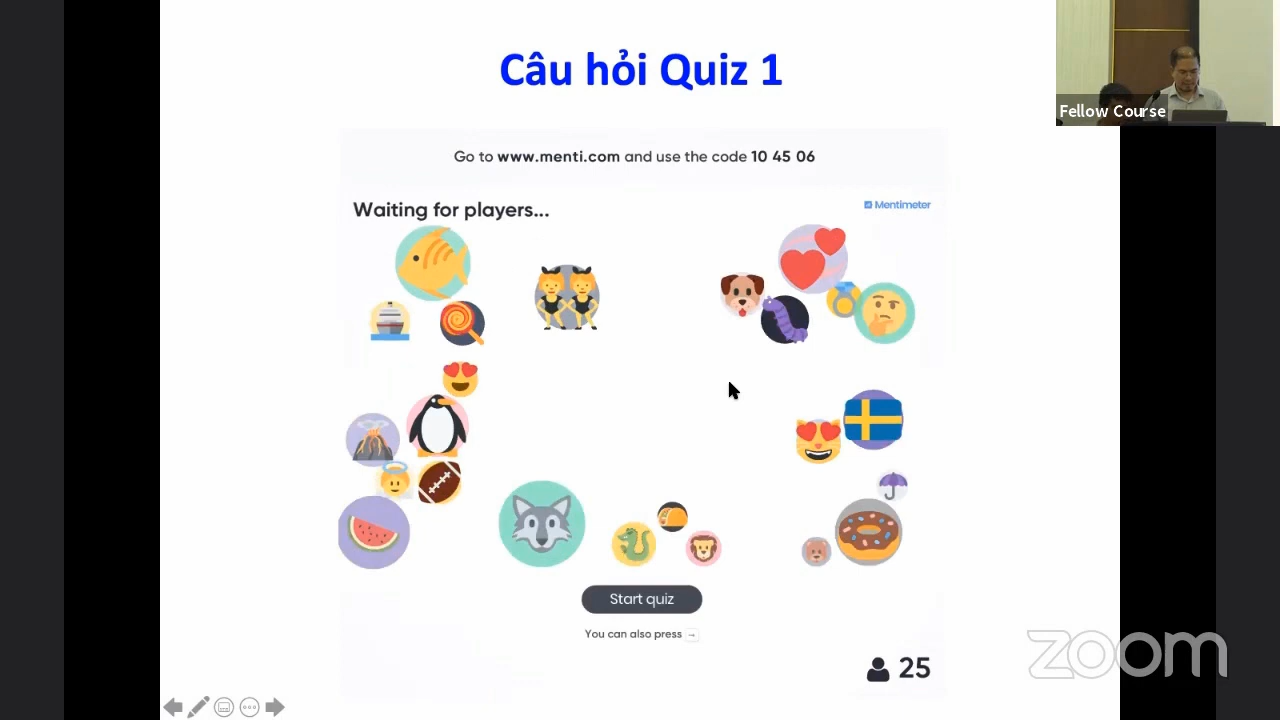 Câu hỏi Quiz 1
Fellow Course
Go to www.menti.com and use the code 10 45 06
Waiting for players...
Mentimeter
Start quiz
You can also press →
25
zoom